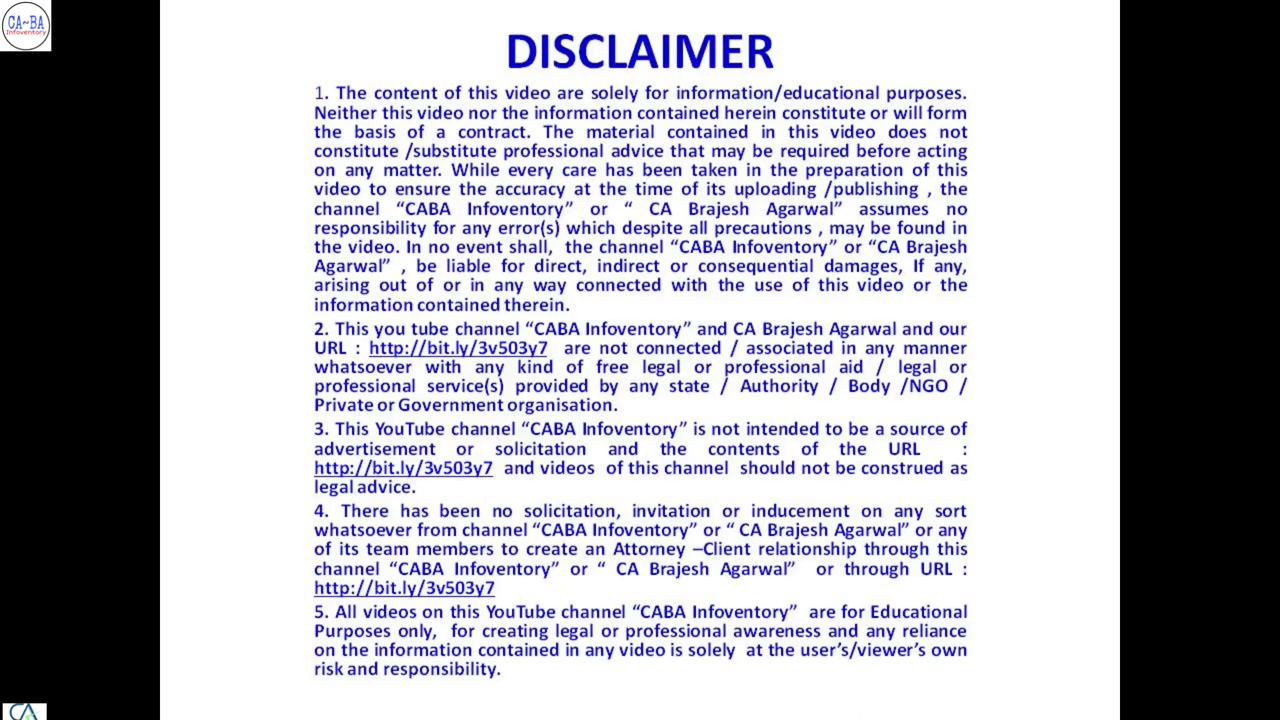 CA~BA
Infoventory
DISCLAIMER
1. The content of this video are solely for information/educational purposes.
Neither this video nor the information contained herein constitute or will form
the basis of a contract. The material contained in this video does not
constitute /substitute professional advice that may be required before acting
on any matter. While every care has been taken in the preparation of this
video to ensure the accuracy at the time of its uploading /publishing , the
channel “CABA Infoventory” or “ CA Brajesh Agarwal” assumes no
responsibility for any error(s) which despite all precautions , may be found in
the video. In no event shall, the channel “CABA Infoventory” or “CA Brajesh
Agarwal” , be liable for direct, indirect or consequential damages, If any,
arising out of or in any way connected with the use of this video or the
information contained therein.
2. This you tube channel “CABA Infoventory” and CA Brajesh Agarwal and our
URL : http://bit.ly/3v503y7 are not connected / associated in any manner
whatsoever with any kind of free legal or professional aid / legal or
professional service(s) provided by any state / Authority / Body /NGO /
Private or Government organisation.
3. This YouTube channel “CABA Infoventory” is not intended to be a source of
advertisement or solicitation and the contents of the URL :
http://bit.ly/3v503y7 and videos of this channel should not be construed as
legal advice.
4. There has been no solicitation, invitation or inducement on any sort
whatsoever from channel “CABA Infoventory” or “ CA Brajesh Agarwal” or any
of its team members to create an Attorney –Client relationship through this
channel “CABA Infoventory” or “ CA Brajesh Agarwal” or through URL :
http://bit.ly/3v503y7
5. All videos on this YouTube channel “CABA Infoventory” are for Educational
Purposes only, for creating legal or professional awareness and any reliance
on the information contained in any video is solely at the user’s/viewer’s own
risk and responsibility.
CA